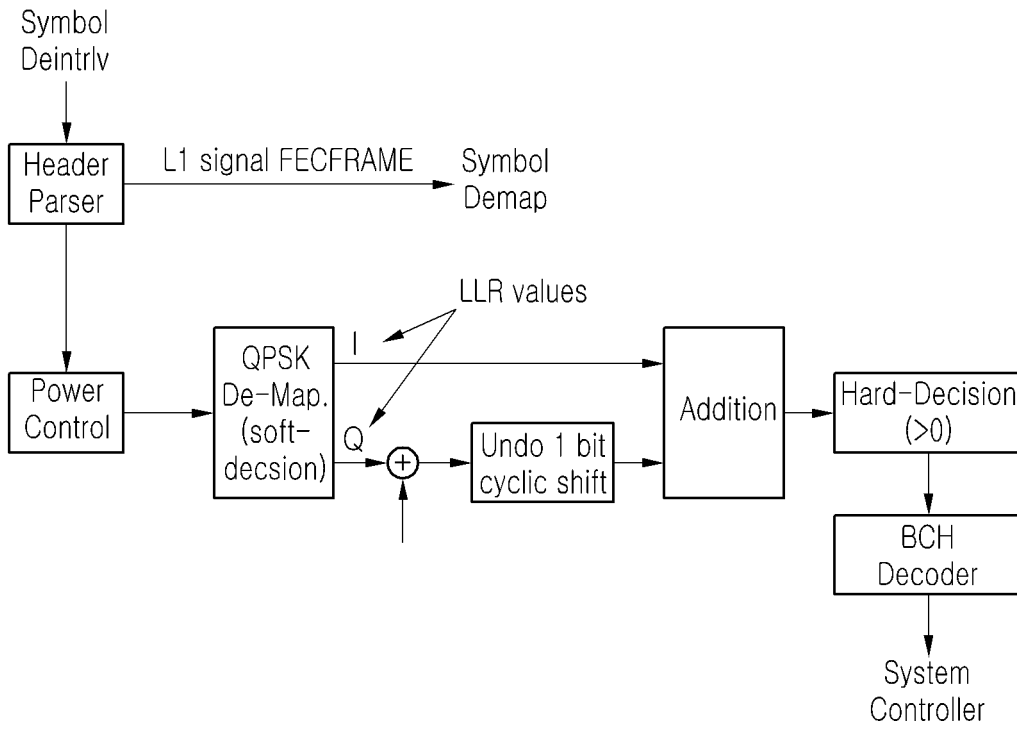 Symbol
Deintrlv
Header
Parser
L1 signal FECFRAME
Symbol
Demap
LLR values
Power
Control
QPSK
De-Map.
(soft-
decsion)
I
Q
+
Undo 1 bit
cyclic shift
Addition
Hard-Decision
(>0)
BCH
Decoder
System
Controller